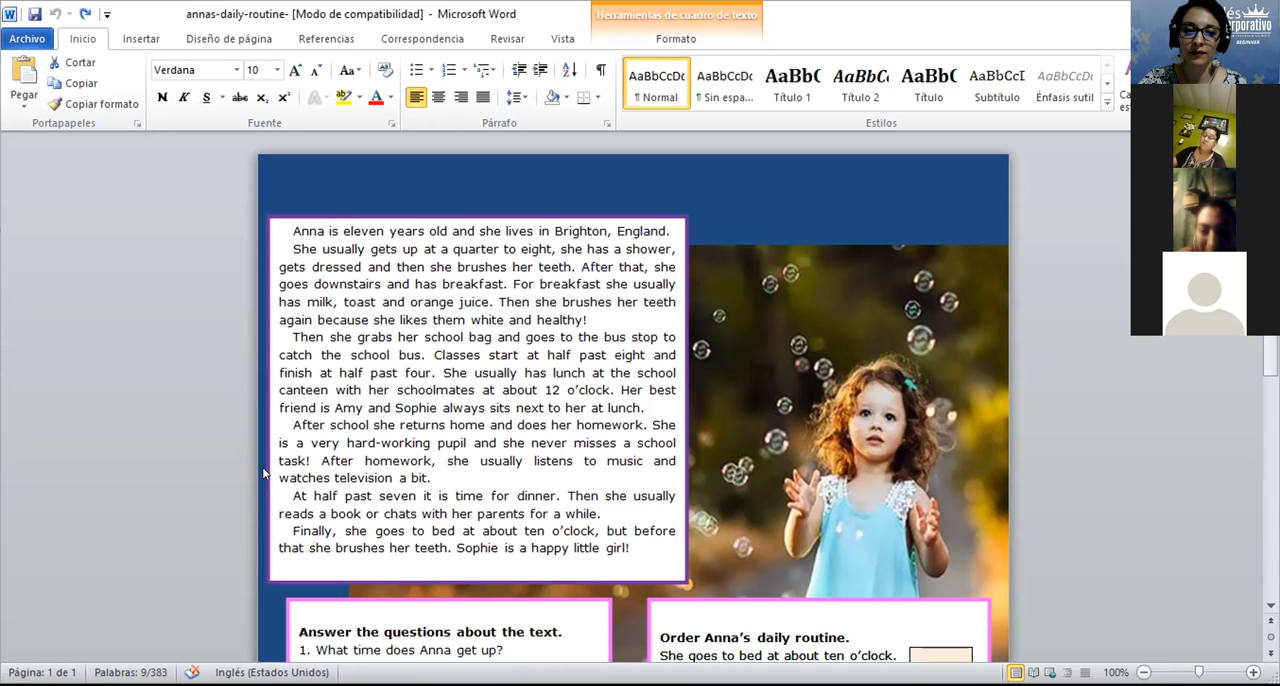 annas-daily-routine- [Modo de compatibilidad] - Microsoft Word
Herramientas de cuadro de texto
Archivo Inicio Insertar Diseño de página Referencias Correspondencia Revisar Vista Formato
Pegar
Cortar
Copiar
Copiar formato
Portapapeles
Verdana 10
Fuente
Párrafo
AaBbCcDc AaBbCcDc AaBbC AaBbCc AaBbC AaBbCcI AaBbCcDc
¶ Normal ¶ Sin espa... Título 1 Título 2 Título Subtítulo Énfasis sutil
Estilos
BEGINNER
Anna is eleven years old and she lives in Brighton, England.
She usually gets up at a quarter to eight, she has a shower,
gets dressed and then she brushes her teeth. After that, she
goes downstairs and has breakfast. For breakfast she usually
has milk, toast and orange juice. Then she brushes her teeth
again because she likes them white and healthy!
Then she grabs her school bag and goes to the bus stop to
catch the school bus. Classes start at half past eight and
finish at half past four. She usually has lunch at the school
canteen with her schoolmates at about 12 o’clock. Her best
friend is Amy and Sophie always sits next to her at lunch.
After school she returns home and does her homework. She
is a very hard-working pupil and she never misses a school
task! After homework, she usually listens to music and
watches television a bit.
At half past seven it is time for dinner. Then she usually
reads a book or chats with her parents for a while.
Finally, she goes to bed at about ten o’clock, but before
that she brushes her teeth. Sophie is a happy little girl!
Answer the questions about the text.
1. What time does Anna get up?
Order Anna’s daily routine.
She goes to bed at about ten o’clock.
Página: 1 de 1 Palabras: 9/383 Inglés (Estados Unidos) 100%